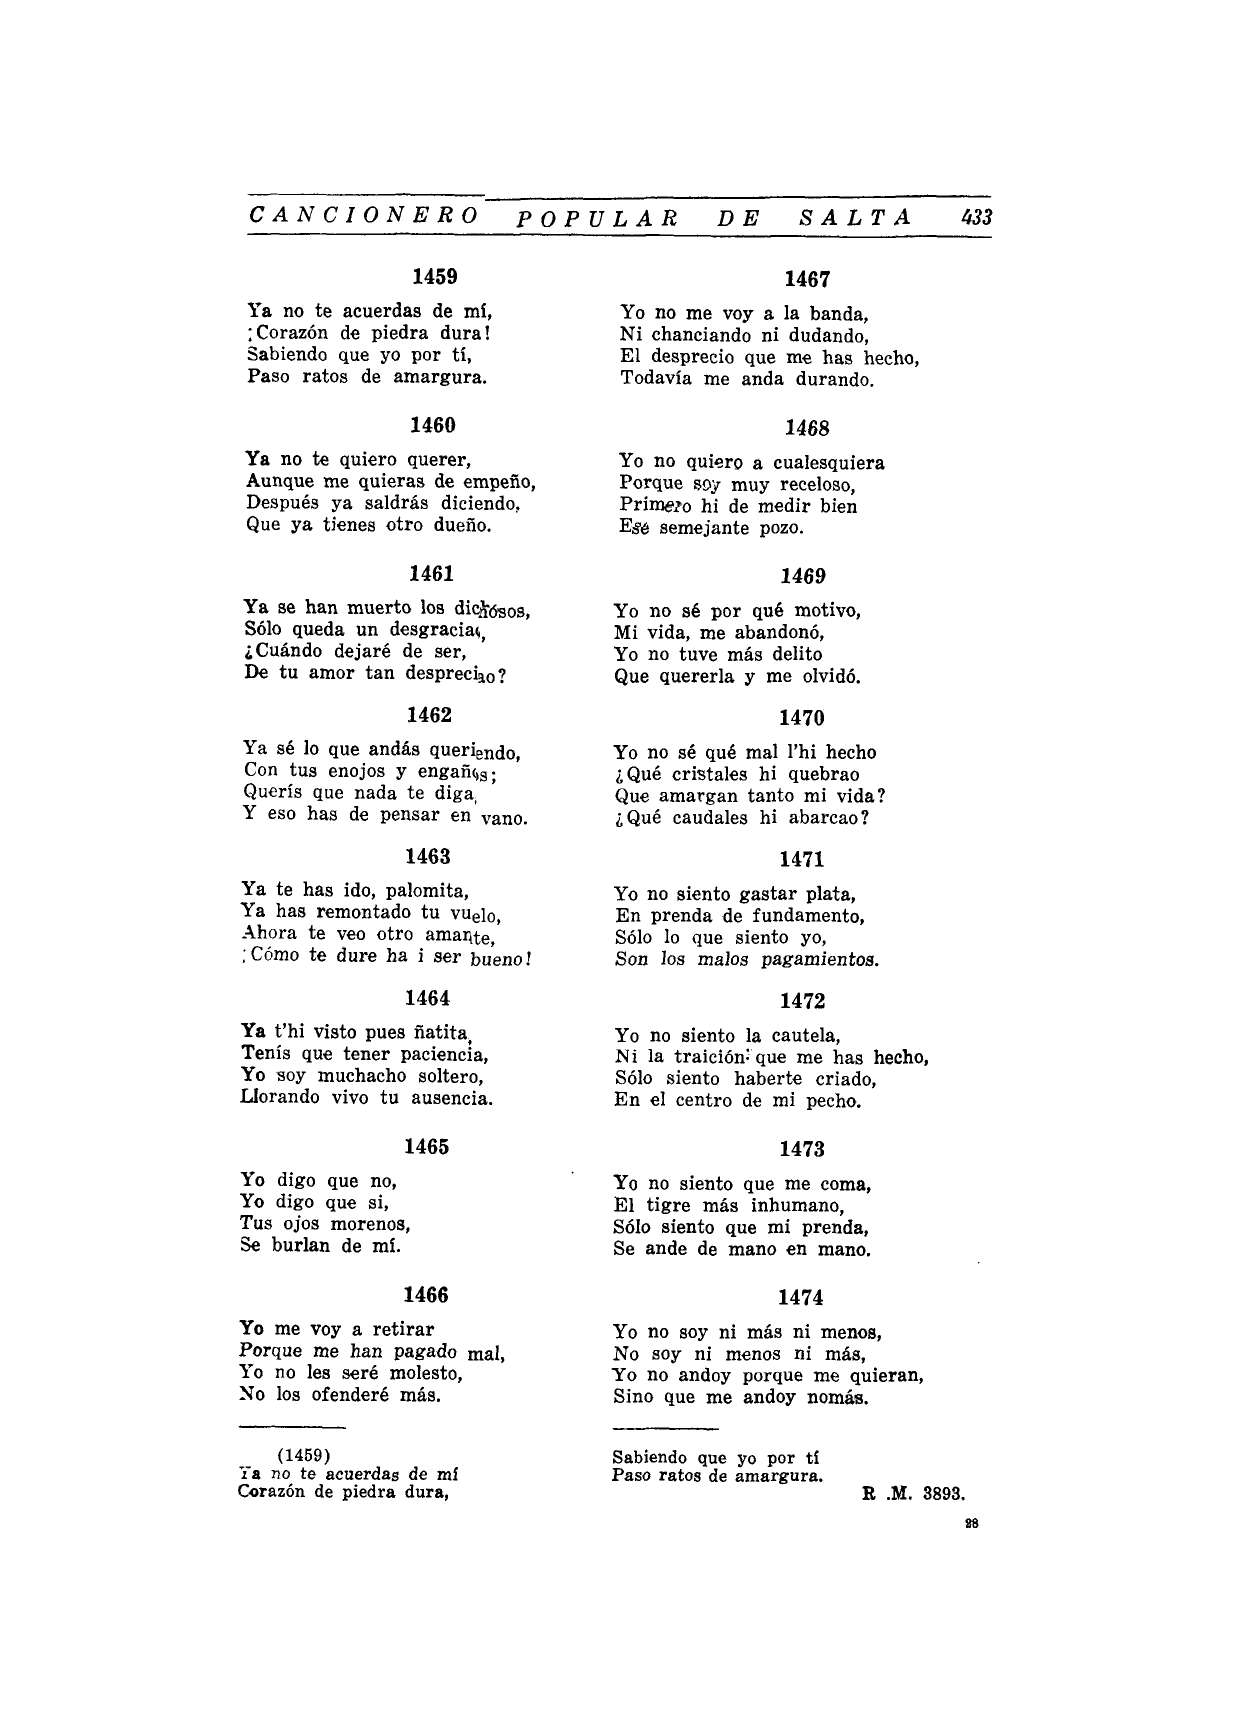 CANCIONERO POPULAR DE SALTA 433
1459
Ya no te acuerdas de mí,
¡Corazón de piedra dura!
Sabiendo que yo por tí,
Paso ratos de amargura.
1460
Ya no te quiero querer,
Aunque me quieras de empeño,
Después ya saldrás diciendo,
Que ya tienes otro dueño.
1461
Ya se han muerto los dichosos,
Sólo queda un
¿Cuándo dejaré de ser,
De tu amor tan despreciao?
1462
Ya sé lo que andás queriendo,
Con tus enojos y engaños;
Querís que nada te diga,
Y eso has de pensar en vano.
1463
Ya te has ido, palomita,
Ya has remontado tu vuelo,
Ahora te veo otro amante,
¡Cómo te dure ha i ser bueno!
1464
Ya t'hi visto pues ñatita,
Tenís que tener paciencia,
Yo soy muchacho soltero,
Llorando vivo tu ausencia.
1465
Yo digo que no,
Yo digo que si,
Tus ojos morenos,
Se burlan de mí.
1466
Yo me voy a retirar
Porque me han pagado mal,
Yo no les seré molesto,
No los ofenderé más.
1467
Yo no me voy a la banda,
Ni chanciando ni dudando,
El desprecio que me has hecho,
Todavía me anda durando.
1468
Yo no quiero a cualesquiera
Porque soy muy receloso,
Primero hi de medir bien
Ese semejante pozo.
1469
Yo no sé por qué motivo,
Mi vida, me abandonó,
Yo no tuve más delito
Que quererla y me olvidó.
1470
Yo no sé qué mal l'hi hecho
¿Qué cristales hi quebrao
Que amargan tanto mi vida?
¿Qué caudales hi abarcao?
1471
Yo no siento gastar plata,
En prenda de fundamento,
Sólo lo que siento yo,
Son los malos pagamientos.
1472
Yo no siento la cautela,
Ni la traición que me has hecho,
Sólo siento haberte criado,
En el centro de mi pecho.
1473
Yo no siento que me coma,
El tigre más inhumano,
Sólo siento que mi prenda,
Se ande de mano en mano.
1474
Yo no soy ni más ni menos,
No soy ni menos ni más,
Yo no andoy porque me quieran,
Sino que me andoy nomás.
(1459)
Ya no te acuerdas de mí
Corazón de piedra dura,
Sabiendo que yo por tí
Paso ratos de amargura.
R .M. 3893.
28